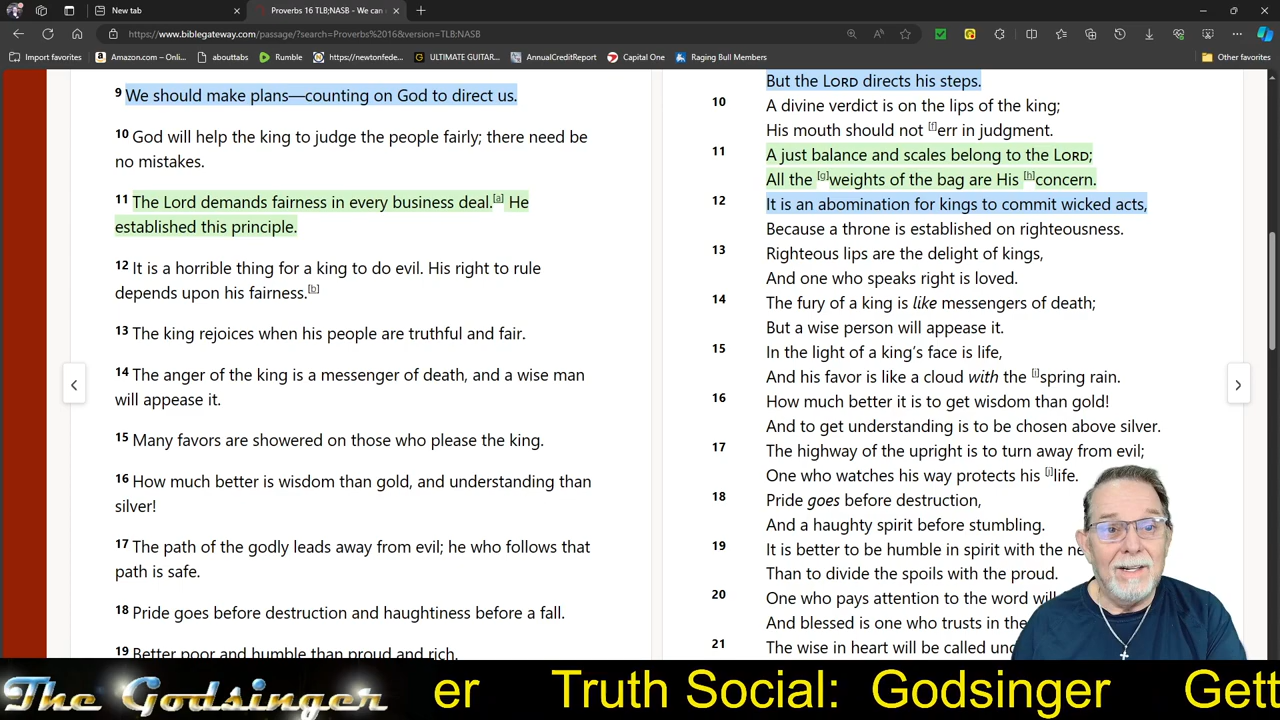 New tab
Proverbs 16 TLB;NASB - We can
https://www.biblegateway.com/passage/?search=Proverbs%2016&version=TLB;NASB
Import favorites
Amazon.com – Onli...
abouttabs
Rumble
https://newtonfede...
ULTIMATE GUITAR
AnnualCreditReport
Capital One
Raging Bull Members
Other favorites
9 We should make plans—counting on God to direct us.
10 God will help the king to judge the people fairly; there need be
no mistakes.
11 The Lord demands fairness in every business deal.[a] He
established this principle.
12 It is a horrible thing for a king to do evil. His right to rule
depends upon his fairness.[b]
13 The king rejoices when his people are truthful and fair.
14 The anger of the king is a messenger of death, and a wise man
will appease it.
15 Many favors are showered on those who please the king.
16 How much better is wisdom than gold, and understanding than
silver!
17 The path of the godly leads away from evil; he who follows that
path is safe.
18 Pride goes before destruction and haughtiness before a fall.
19 Better poor and humble than proud and rich.
But the LORD directs his steps.
10 A divine verdict is on the lips of the king;
His mouth should not [f]err in judgment.
11 A just balance and scales belong to the LORD;
All the [g]weights of the bag are His [h]concern.
12 It is an abomination for kings to commit wicked acts,
Because a throne is established on righteousness.
13 Righteous lips are the delight of kings,
And one who speaks right is loved.
14 The fury of a king is like messengers of death;
But a wise person will appease it.
15 In the light of a king's face is life,
And his favor is like a cloud with the [i]spring rain.
16 How much better it is to get wisdom than gold!
And to get understanding is to be chosen above silver.
17 The highway of the upright is to turn away from evil;
One who watches his way protects his [j]life.
18 Pride goes before destruction,
And a haughty spirit before stumbling.
19 It is better to be humble in spirit with the
Than to divide the spoils with the proud.
20 One who pays attention to the word will
And blessed is one who trusts in the
21 The wise in heart will be called
The Godsinger
er Truth Social: Godsinger Gett